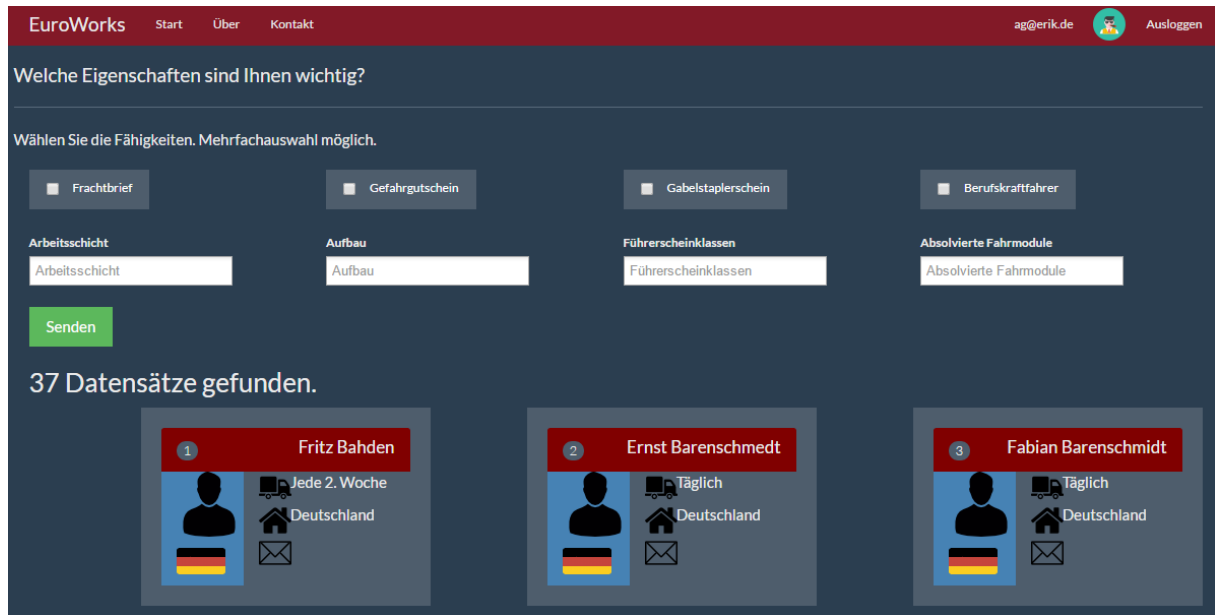 EuroWorks Start Über Kontakt ag@erik.de Ausloggen
Welche Eigenschaften sind Ihnen wichtig?
Wählen Sie die Fähigkeiten. Mehrfachauswahl möglich.
Frachtbrief Gefahrgutschein Gabelstaplerschein Berufskraftfahrer
Arbeitsschicht Aufbau Führerscheinklassen Absolvierte Fahrmodule
Arbeitsschicht Aufbau Führerscheinklassen Absolvierte Fahrmodule
Senden
37 Datensätze gefunden.
1 Fritz Bahden 2 Ernst Barenschmedt 3 Fabian Barenschmidt
Jede 2. Woche Täglich Täglich
Deutschland Deutschland Deutschland